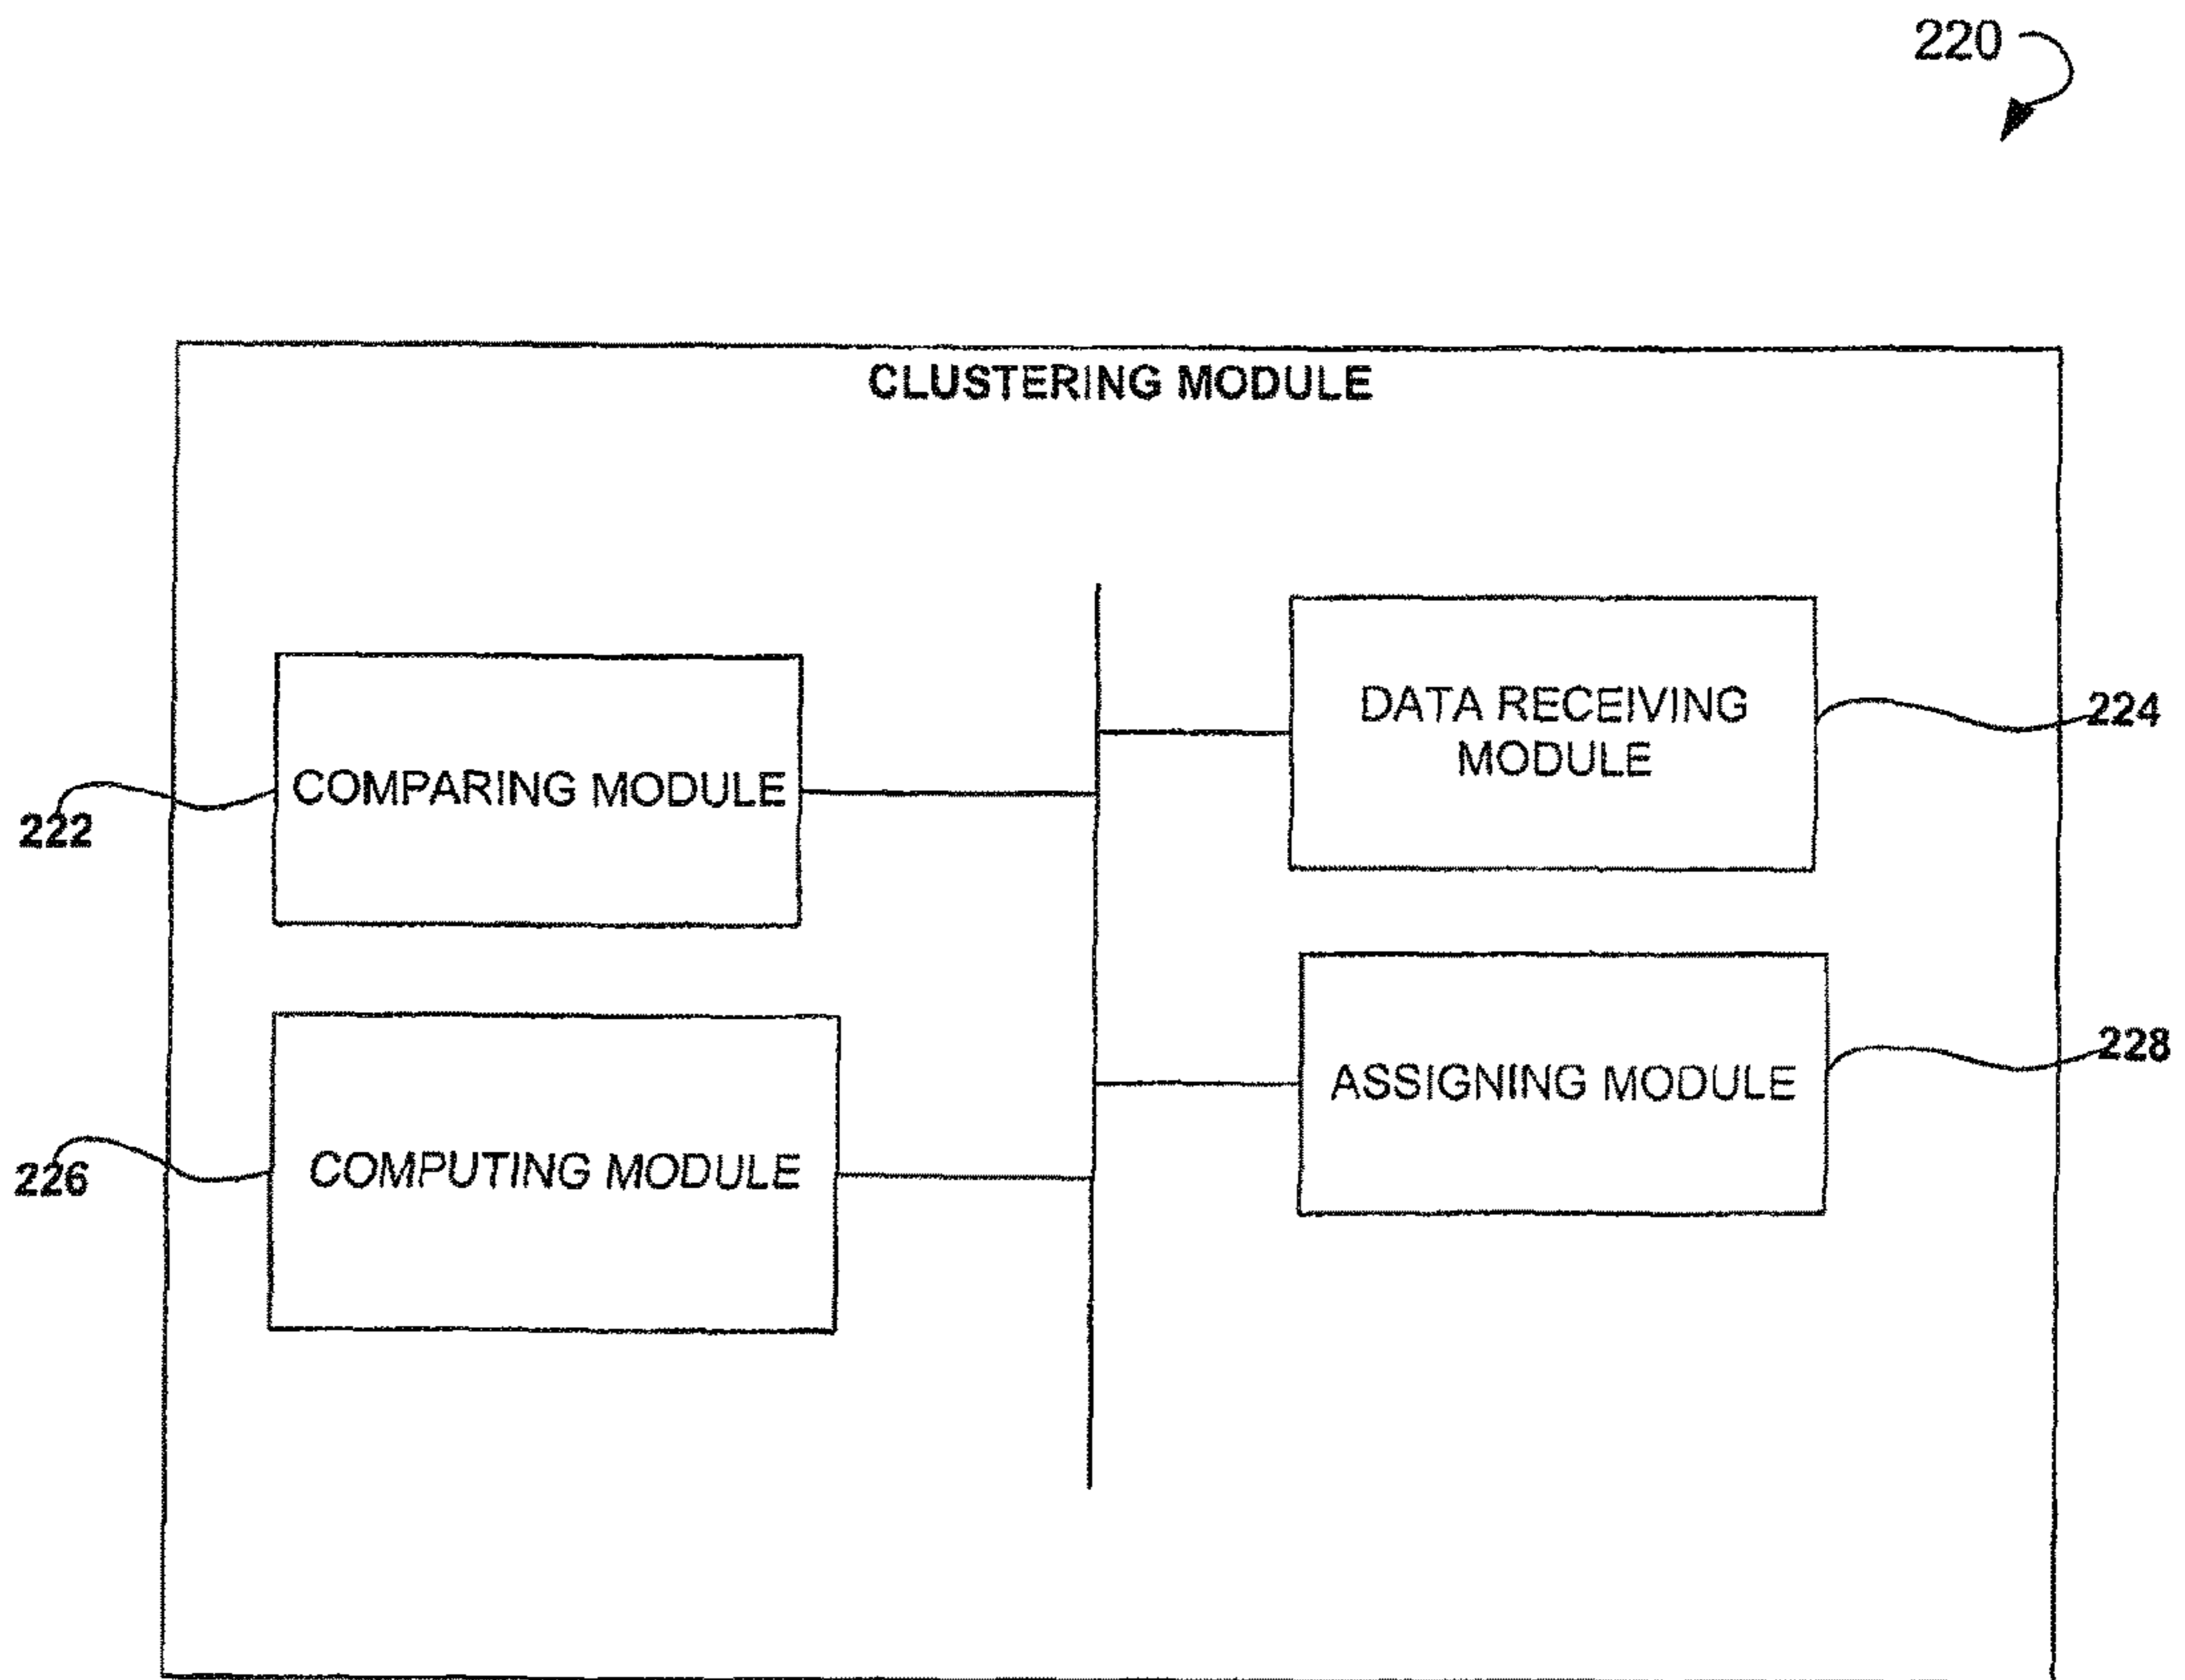 220
CLUSTERING MODULE
DATA RECEIVING
MODULE
224
COMPARING MODULE
222
ASSIGNING MODULE
228
COMPUTING MODULE
226